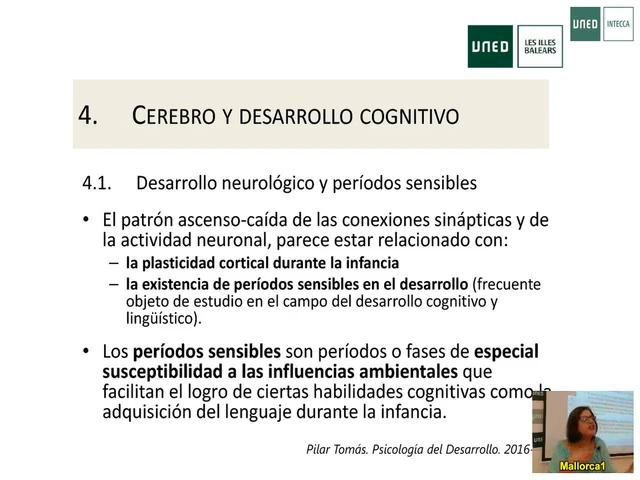 UNED
LES ILLES
BALEARS
UNED
INTECCA
4. CEREBRO Y DESARROLLO COGNITIVO
4.1. Desarrollo neurológico y períodos sensibles
• El patrón ascenso-caída de las conexiones sinápticas y de
la actividad neuronal, parece estar relacionado con:
– la plasticidad cortical durante la infancia
– la existencia de períodos sensibles en el desarrollo (frecuente
objeto de estudio en el campo del desarrollo cognitivo y
lingüístico).
• Los períodos sensibles son períodos o fases de especial
susceptibilidad a las influencias ambientales que
facilitan el logro de ciertas habilidades cognitivas como la
adquisición del lenguaje durante la infancia.
Pilar Tomás. Psicología del Desarrollo. 2016-
Mallorca1